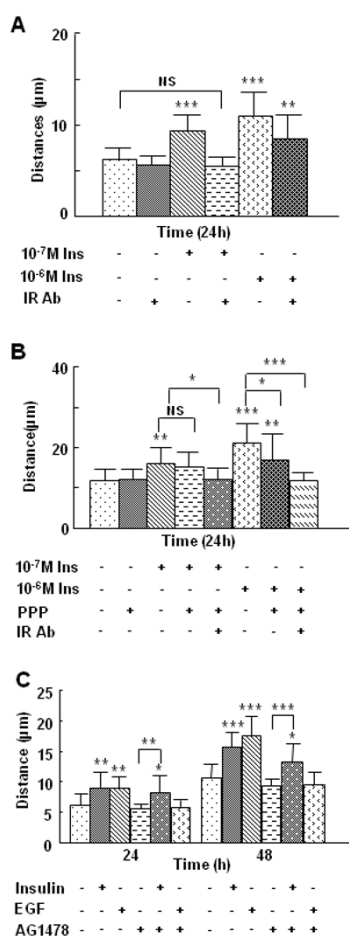 A
20
NS
***
***
**
10
Distances (µm)
0
Time (24h)
10-7M Ins - - + + - -
10-6M Ins - - - - + +
IR Ab - + - + - +
B
40
***
*
*
NS
***
**
**
20
Distance(µm)
0
Time (24h)
10-7M Ins - - + + + - - -
10-6M Ins - - - - - + + +
PPP - + - + + - + +
IR Ab - - - - + - - +
C
25
***
***
***
20
**
*
15
** **
*
10
Distance (µm)
5
0
24 48
Time (h)
Insulin - + - - + - - + - - + -
EGF - - + - - + - - + - - +
AG1478 - - - + + + - - - + + +